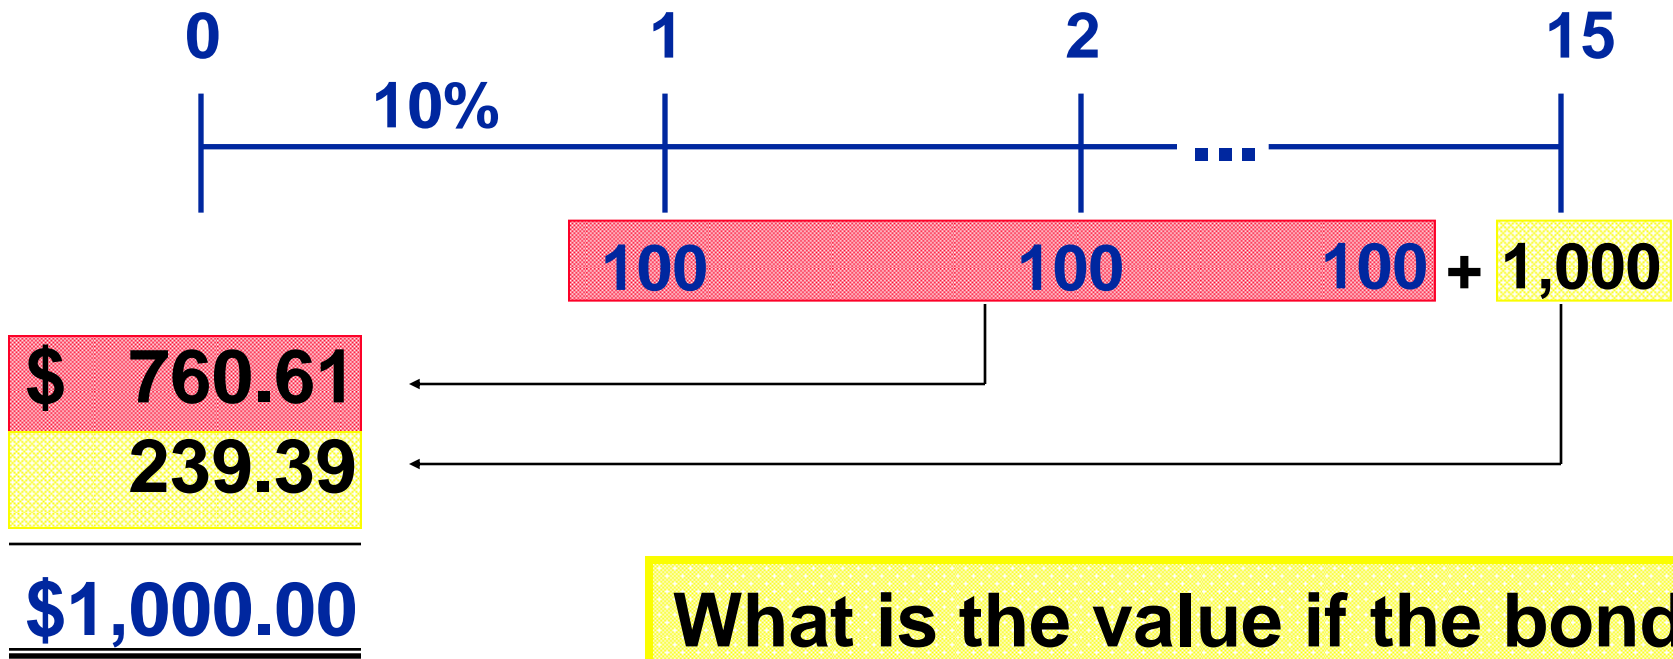 0 1 2 15
10%
...
100 100 100 + 1,000
$ 760.61
239.39
$1,000.00
What is the value if the bond